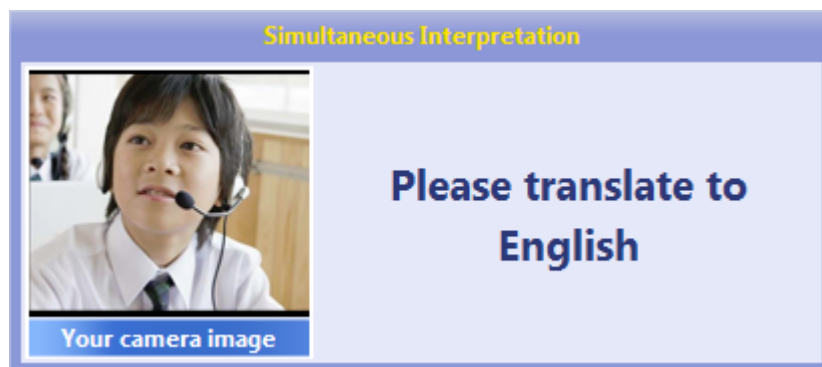 Simultaneous Interpretation
Please translate to
English
Your camera image